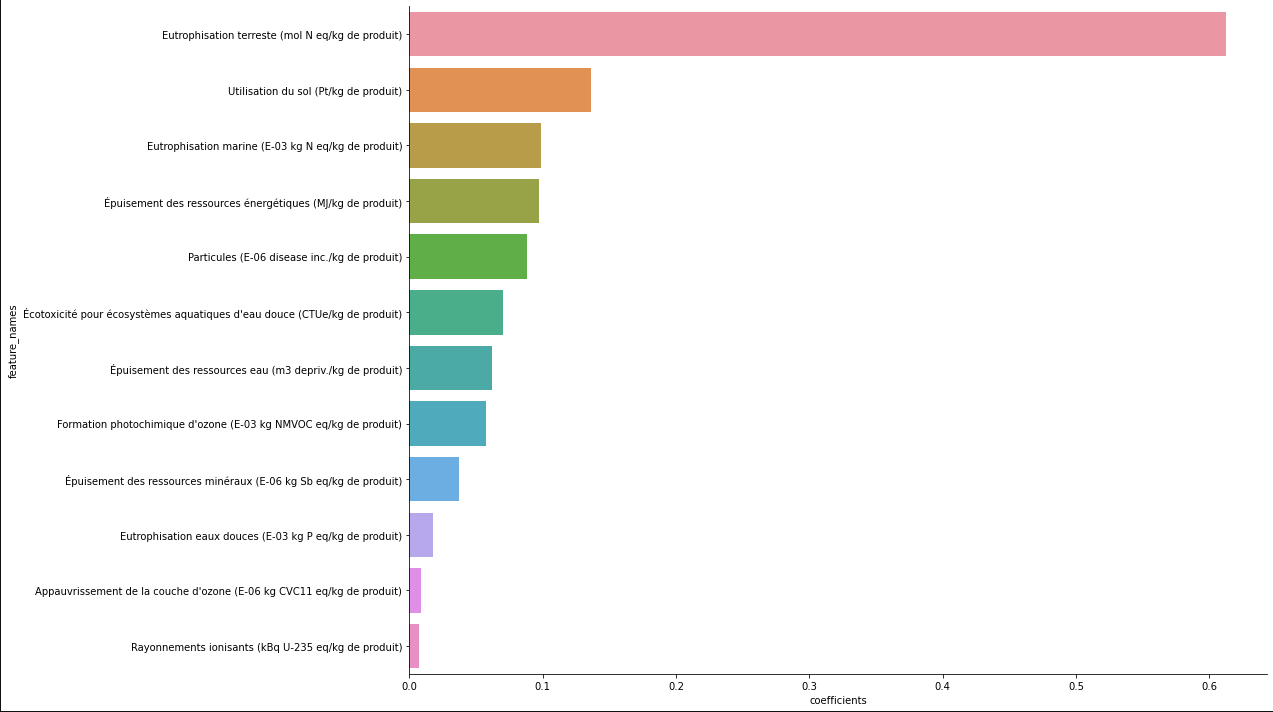 Eutrophisation terreste (mol N eq/kg de produit)
Utilisation du sol (Pt/kg de produit)
Eutrophisation marine (E-03 kg N eq/kg de produit)
Épuisement des ressources énergétiques (MJ/kg de produit)
Particules (E-06 disease inc./kg de produit)
Écotoxicité pour écosystèmes aquatiques d'eau douce (CTUe/kg de produit)
Épuisement des ressources eau (m3 depriv./kg de produit)
Formation photochimique d'ozone (E-03 kg NMVOC eq/kg de produit)
Épuisement des ressources minéraux (E-06 kg Sb eq/kg de produit)
Eutrophisation eaux douces (E-03 kg P eq/kg de produit)
Appauvrissement de la couche d'ozone (E-06 kg CVC11 eq/kg de produit)
Rayonnements ionisants (kBq U-235 eq/kg de produit)
feature_names
0.0 0.1 0.2 0.3 0.4 0.5 0.6
coefficients